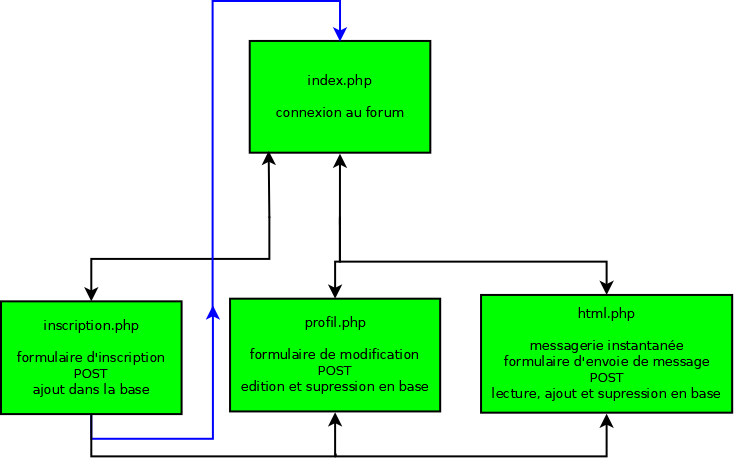 index.php
connexion au forum
inscription.php
formulaire d'inscription
POST
ajout dans la base
profil.php
formulaire de modification
POST
edition et supression en base
html.php
messagerie instantanée
formulaire d'envoie de message
POST
lecture, ajout et supression en base